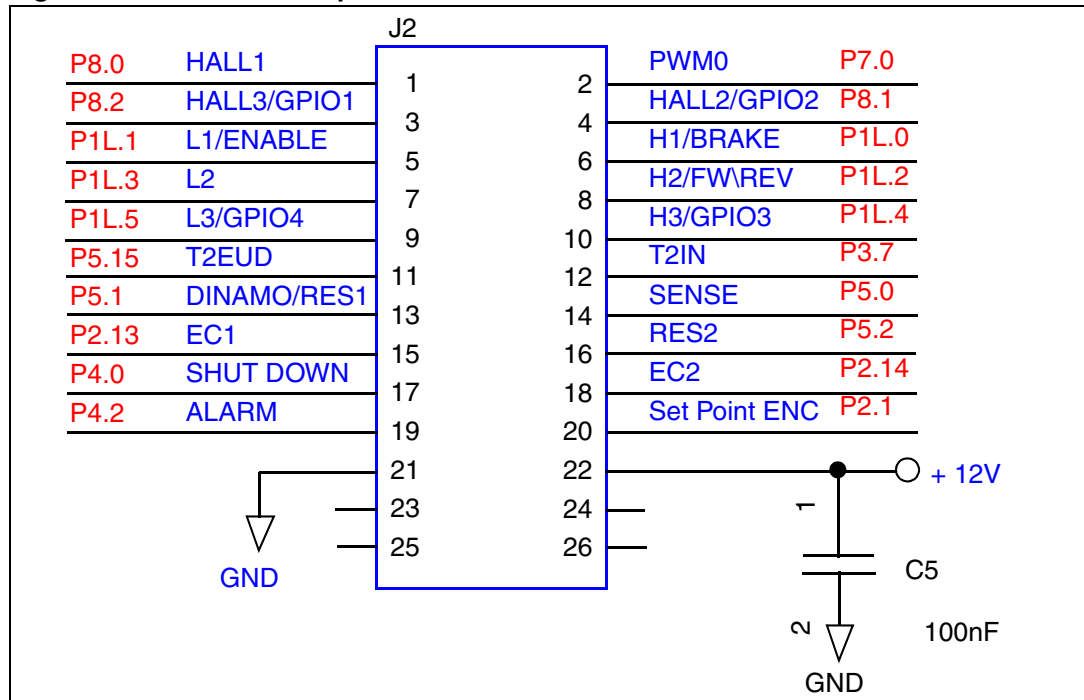 J2
P8.0 HALL1 1 2 PWM0 P7.0
P8.2 HALL3/GPIO1 3 4 HALL2/GPIO2 P8.1
P1L.1 L1/ENABLE 5 6 H1/BRAKE P1L.0
P1L.3 L2 7 8 H2/FW\REV P1L.2
P1L.5 L3/GPIO4 9 10 H3/GPIO3 P1L.4
P5.15 T2EUD 11 12 T2IN P3.7
P5.1 DINAMO/RES1 13 14 SENSE P5.0
P2.13 EC1 15 16 RES2 P5.2
P4.0 SHUT DOWN 17 18 EC2 P2.14
P4.2 ALARM 19 20 Set Point ENC P2.1
21 22 + 12V
23 24 1
25 26
GND C5
2 100nF
GND